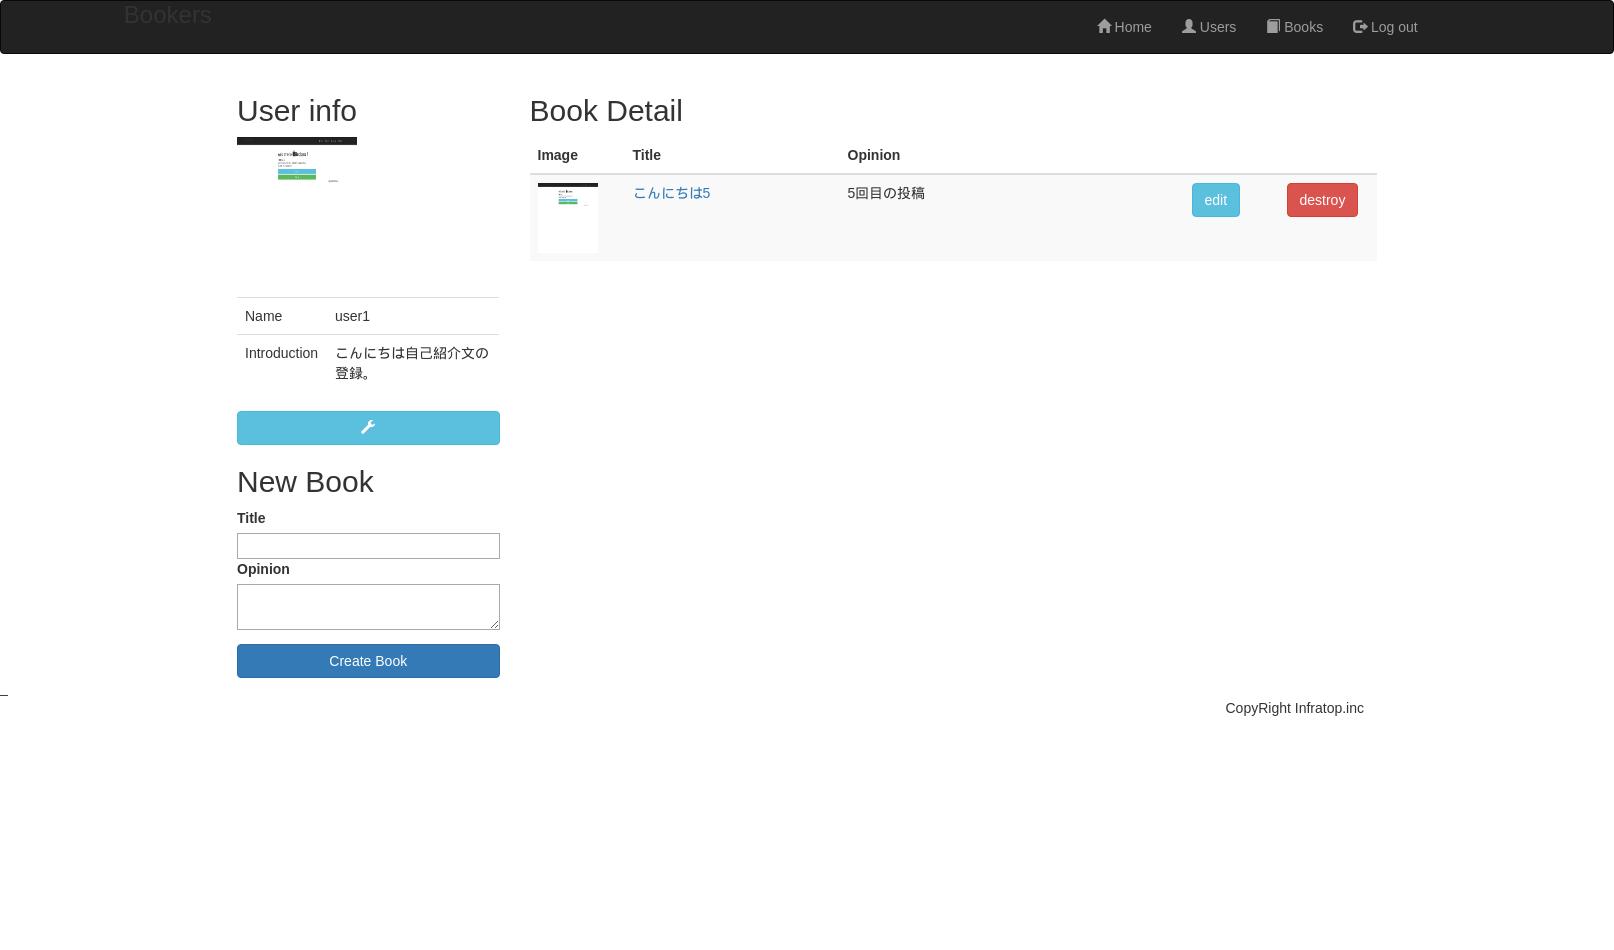 Bookers
Home Users Books Log out
User info
Name user1
Introduction こんにちは自己紹介文の
登録。
New Book
Title
Opinion
Create Book
Book Detail
Image Title Opinion
こんにちは5 5回目の投稿 edit destroy
CopyRight Infratop.inc